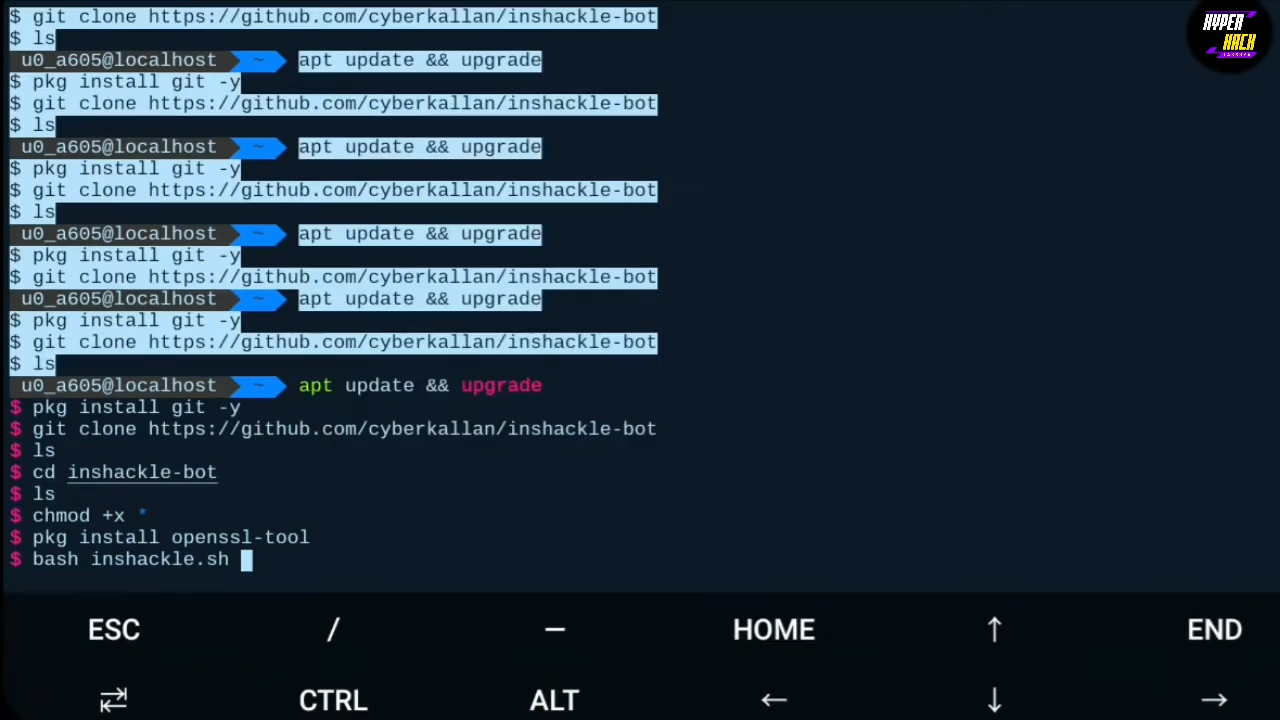 $ git clone https://github.com/cyberkallan/inshackle-bot
$ ls
u0_a605@localhost ~ apt update && upgrade
$ pkg install git -y
$ git clone https://github.com/cyberkallan/inshackle-bot
$ ls
u0_a605@localhost ~ apt update && upgrade
$ pkg install git -y
$ git clone https://github.com/cyberkallan/inshackle-bot
$ ls
u0_a605@localhost ~ apt update && upgrade
$ pkg install git -y
$ git clone https://github.com/cyberkallan/inshackle-bot
u0_a605@localhost ~ apt update && upgrade
$ pkg install git -y
$ git clone https://github.com/cyberkallan/inshackle-bot
$ ls
u0_a605@localhost ~ apt update && upgrade
$ pkg install git -y
$ git clone https://github.com/cyberkallan/inshackle-bot
$ ls
$ cd inshackle-bot
$ ls
$ chmod +x *
$ pkg install openssl-tool
$ bash inshackle.sh
HYPER
HACK
ESC / — HOME ↑ END
⇄ CTRL ALT ← ↓ →